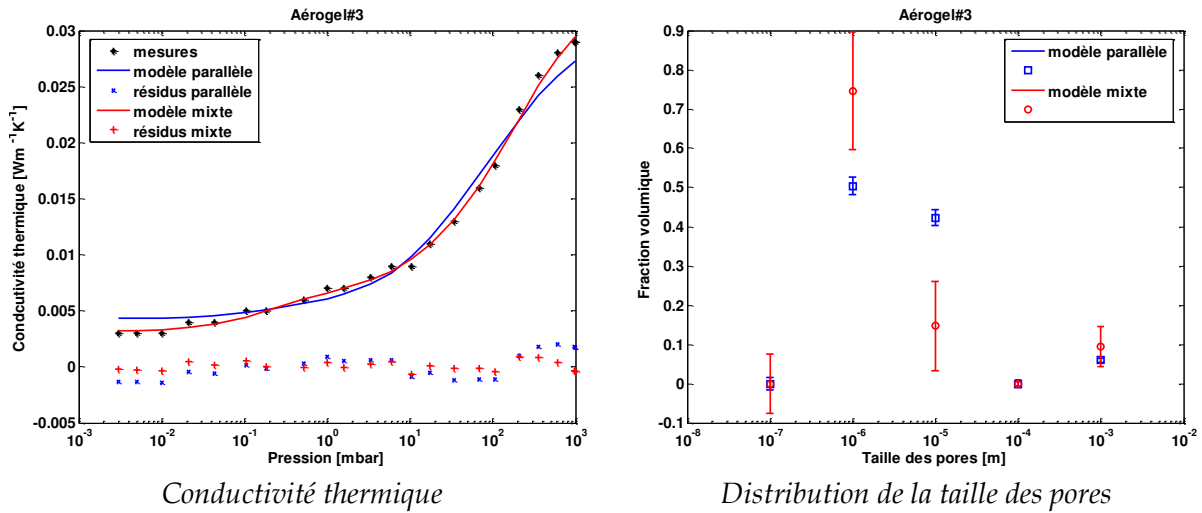 Aérogel#3
0.03
0.025
0.02
0.015
0.01
0.005
0
-0.005
Condcutivité thermique [Wm⁻¹K⁻¹]
mesures
modèle parallèle
résidus parallèle
modèle mixte
résidus mixte
10⁻³ 10⁻² 10⁻¹ 10⁰ 10¹ 10² 10³
Pression [mbar]
Conductivité thermique
Aérogel#3
0.9
0.8
0.7
0.6
0.5
0.4
0.3
0.2
0.1
0
-0.1
Fraction volumique
modèle parallèle
modèle mixte
10⁻⁸ 10⁻⁷ 10⁻⁶ 10⁻⁵ 10⁻⁴ 10⁻³ 10⁻²
Taille des pores [m]
Distribution de la taille des pores